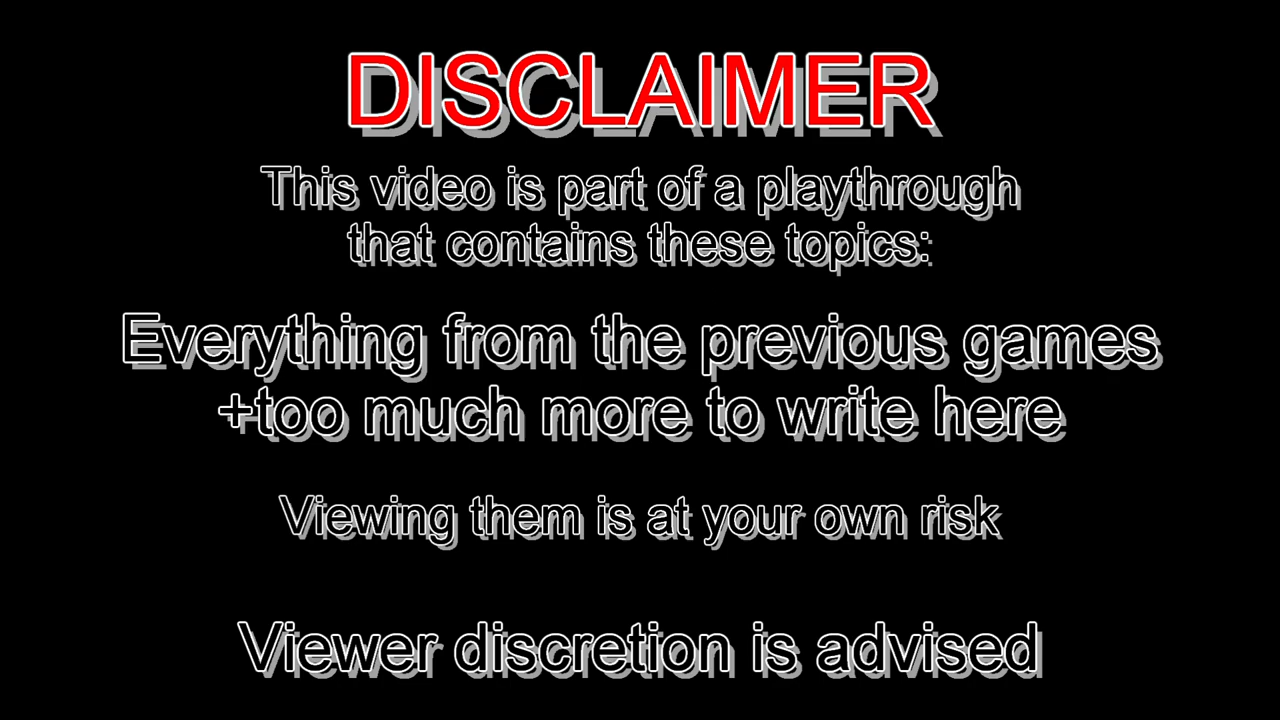 DISCLAIMER
This video is part of a playthrough
that contains these topics:
Everything from the previous games
+too much more to write here
Viewing them is at your own risk
Viewer discretion is advised